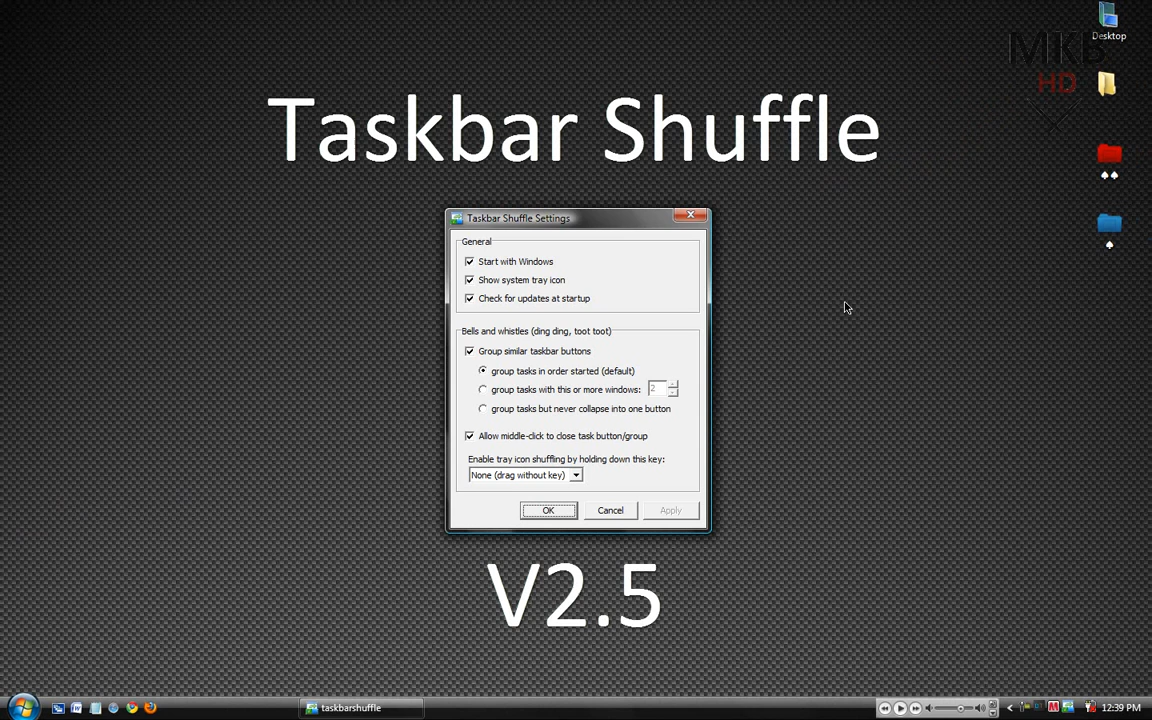 Desktop
MKB
HD
Taskbar Shuffle
Taskbar Shuffle Settings
General
Start with Windows
Show system tray icon
Check for updates at startup
Bells and whistles (ding ding, toot toot)
Group similar taskbar buttons
group tasks in order started (default)
group tasks with this or more windows: 2
group tasks but never collapse into one button
Allow middle-click to close task button/group
Enable tray icon shuffling by holding down this key:
None (drag without key)
OK Cancel Apply
V2.5
taskbarshuffle
12:39 PM